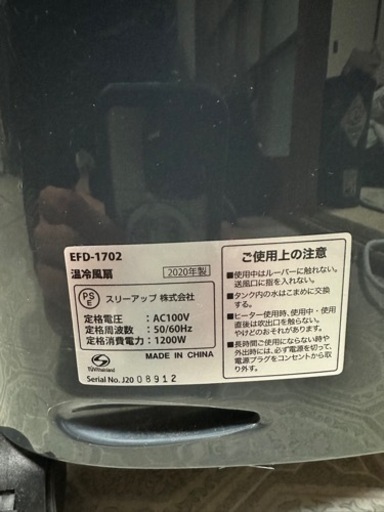 EFD-1702
温冷風扇 2020年製
PS
E スリーアップ 株式会社
定格電圧：AC100V
定格周波数：50/60Hz
定格消費電力：1200W
MADE IN CHINA
Serial No. J20 08912
ご使用上の注意
■使用中はルーバーに触れない。
送風口に指を入れない。
■タンク内の水はこまめに交換
する。
■ヒーター使用時、使用中・使用
直後は吹出口を触らない。
やけどのおそれがあります。
■長時間ご使用にならない時や
外出時には、必ず電源を切って
電源プラグをコンセントから
取り外す。